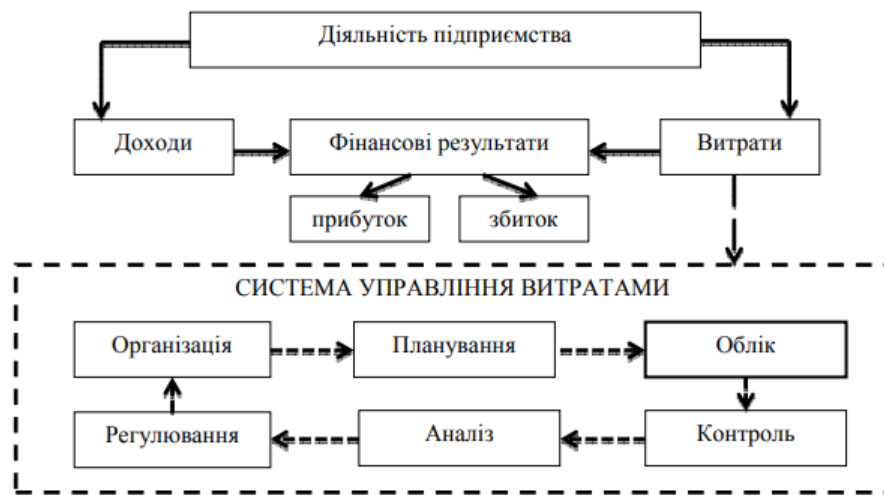 Діяльність підприємства
Доходи
Фінансові результати
Витрати
прибуток
збиток
СИСТЕМА УПРАВЛІННЯ ВИТРАТАМИ
Організація
Планування
Облік
Регулювання
Аналіз
Контроль